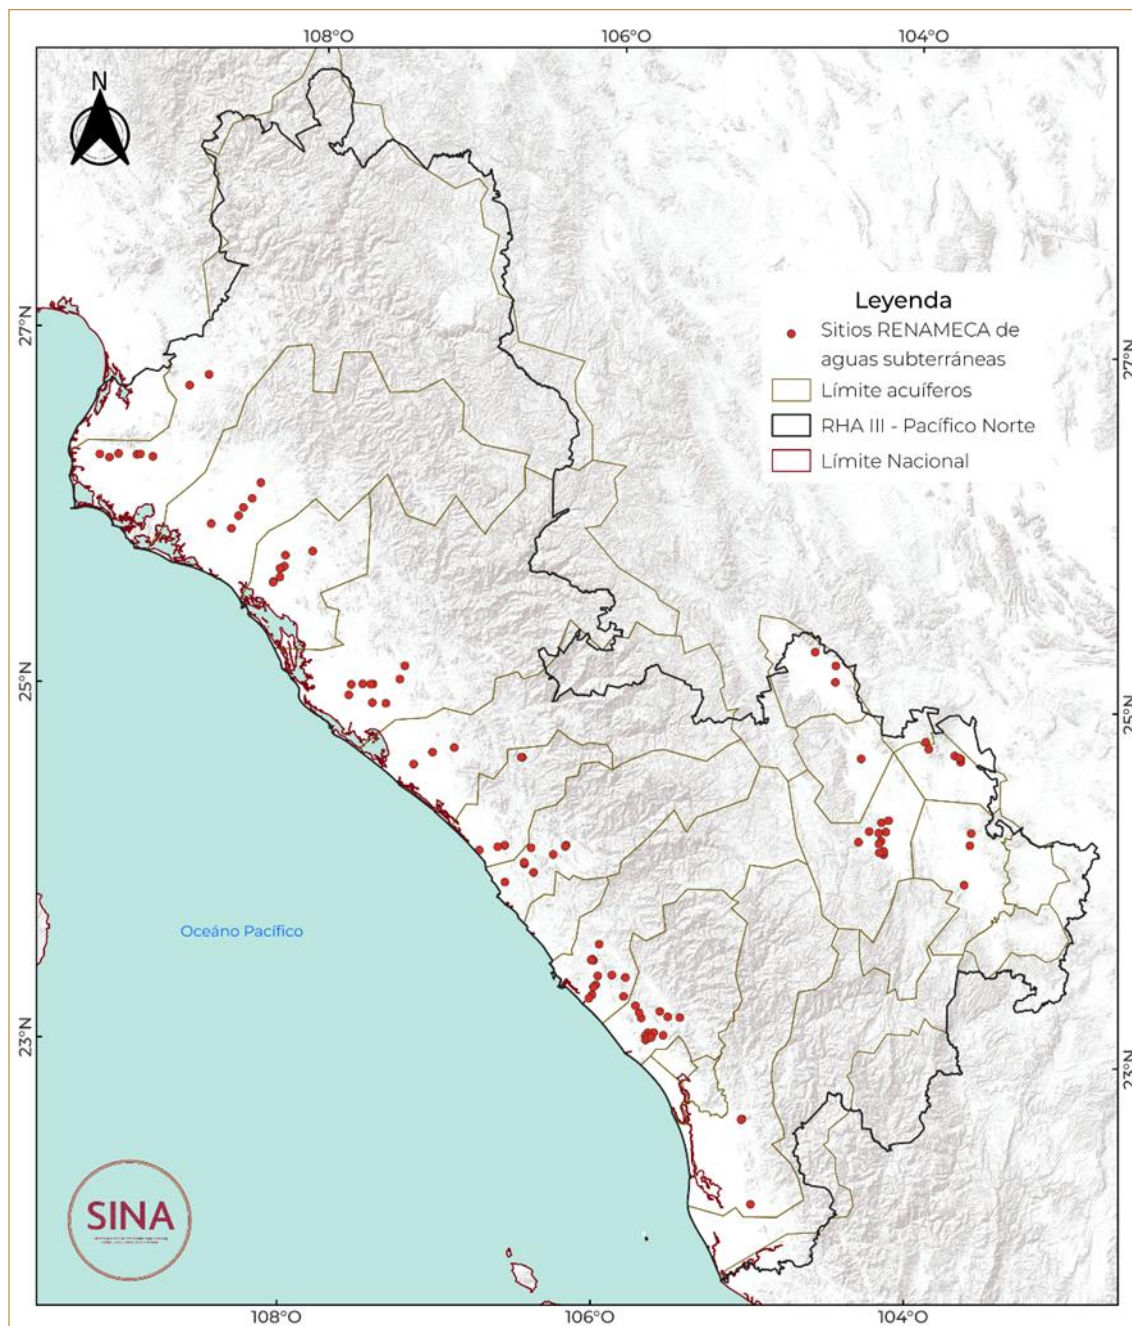 108°O 106°O 104°O
N
Leyenda
Sitios RENAMECA de
aguas subterráneas
Límite acuíferos
RHA III - Pacífico Norte
Límite Nacional
27°N
27°N
25°N
25°N
Oceáno Pacífico
23°N
23°N
SINA
108°O 106°O 104°O